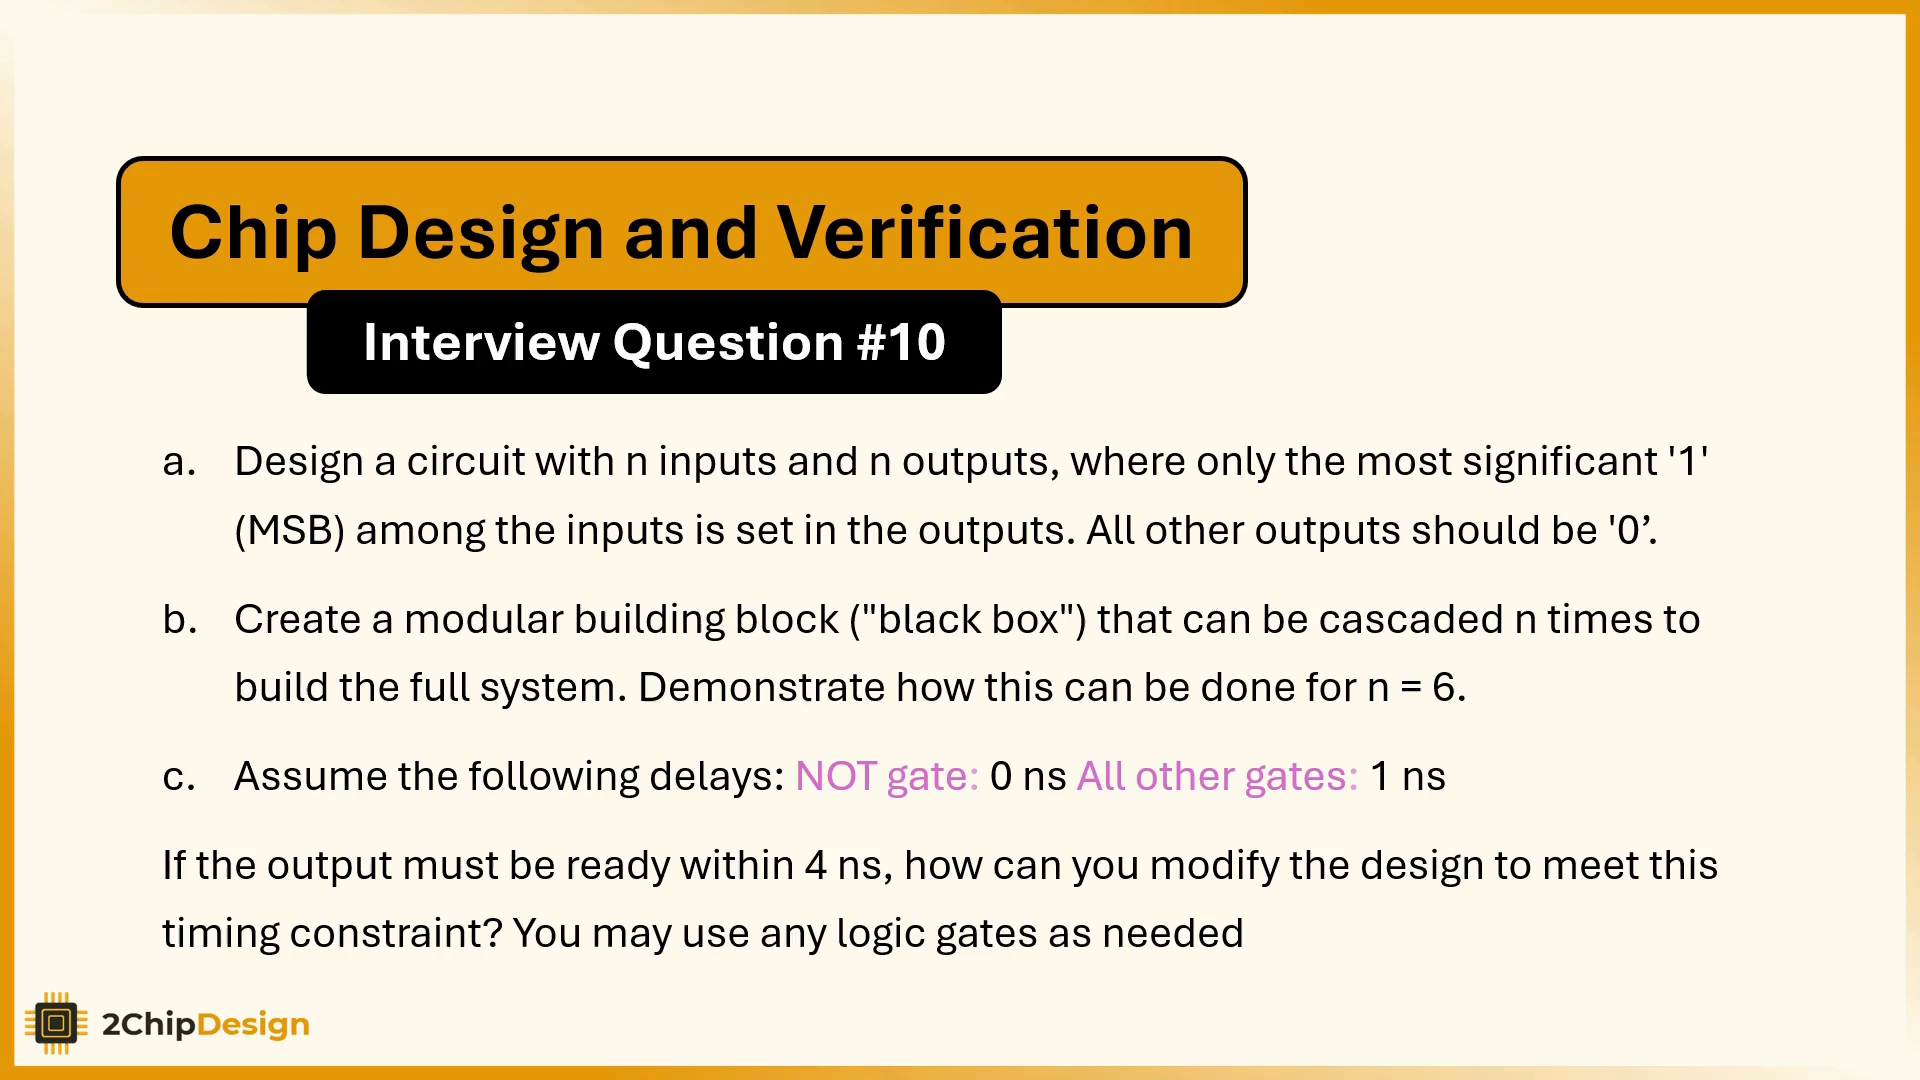 Chip Design and Verification
Interview Question #10
a. Design a circuit with n inputs and n outputs, where only the most significant '1'
(MSB) among the inputs is set in the outputs. All other outputs should be '0’.
b. Create a modular building block ("black box") that can be cascaded n times to
build the full system. Demonstrate how this can be done for n = 6.
c. Assume the following delays: NOT gate: 0 ns All other gates: 1 ns
If the output must be ready within 4 ns, how can you modify the design to meet this
timing constraint? You may use any logic gates as needed
2ChipDesign